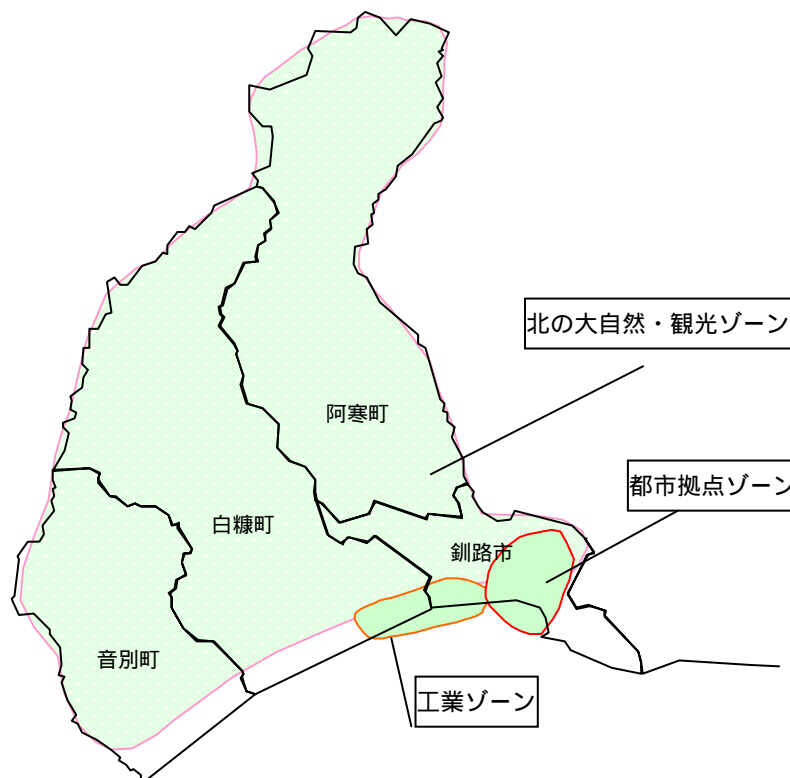 北の大自然・観光ゾーン
阿寒町
都市拠点ゾーン
白糠町
釧路市
音別町
工業ゾーン